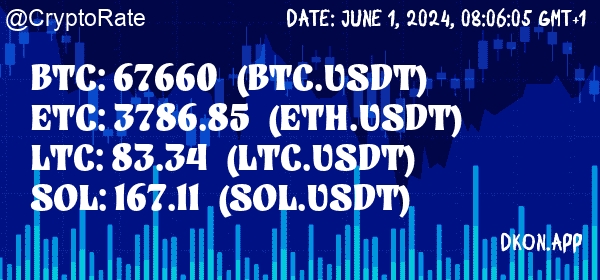 @CryptoRate
DATE: JUNE 1, 2024, 08:06:05 GMT+1
BTC: 67660 (BTC.USDT)
ETC: 3786.85 (ETH.USDT)
LTC: 83.34 (LTC.USDT)
SOL: 167.11 (SOL.USDT)
DKON.APP